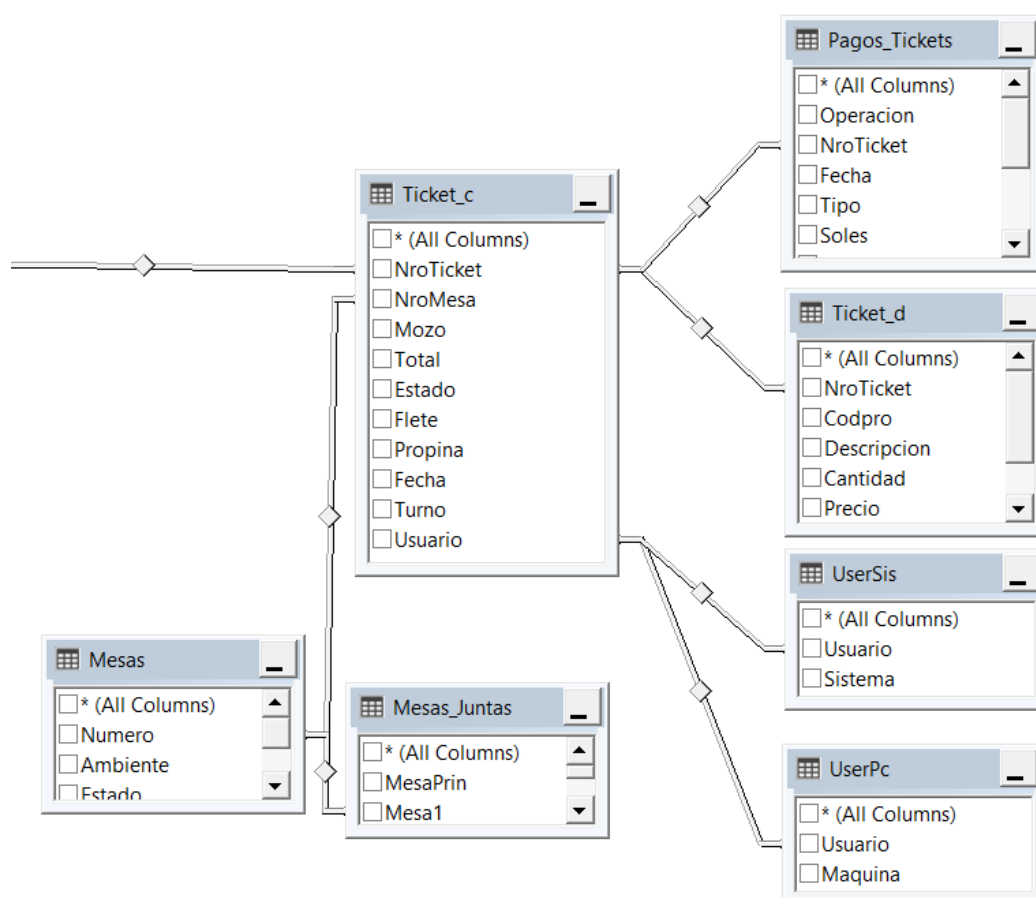 Pagos_Tickets
* (All Columns)
Operacion
NroTicket
Fecha
Tipo
Soles
Ticket_c
* (All Columns)
NroTicket
NroMesa
Mozo
Total
Estado
Flete
Propina
Fecha
Turno
Usuario
Ticket_d
* (All Columns)
NroTicket
Codpro
Descripcion
Cantidad
Precio
UserSis
* (All Columns)
Usuario
Sistema
Mesas
* (All Columns)
Numero
Ambiente
Estado
Mesas_Juntas
* (All Columns)
MesaPrin
Mesa1
UserPc
* (All Columns)
Usuario
Maquina